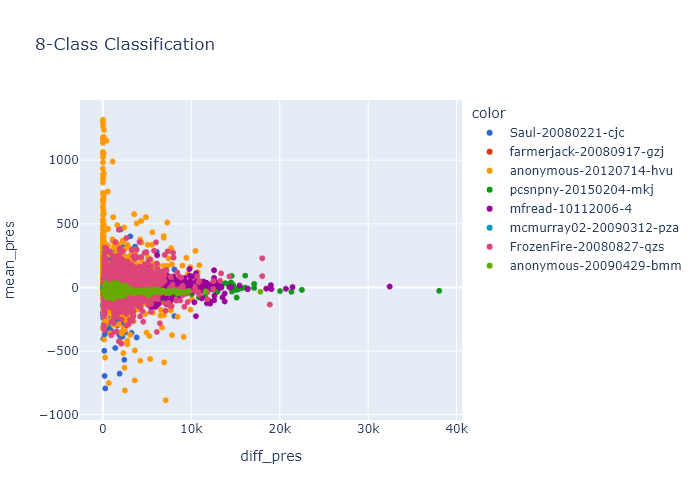 8-Class Classification
color
Saul-20080221-cjc
farmerjack-20080917-gzj
anonymous-20120714-hvu
pcsnpny-20150204-mkj
mfread-10112006-4
mcmurray02-20090312-pza
FrozenFire-20080827-qzs
anonymous-20090429-bmm
mean_pres
1000
500
0
−500
−1000
0 10k 20k 30k 40k
diff_pres